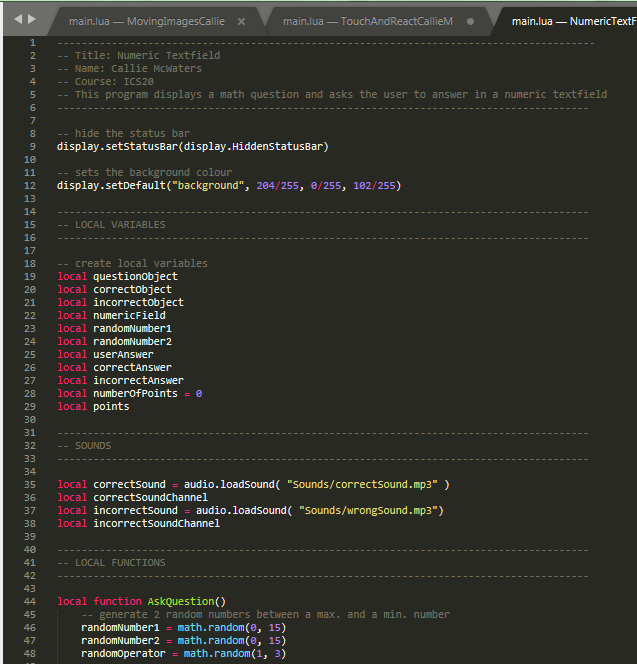 main.lua — MovingImagesCallie × main.lua — TouchAndReactCallieM main.lua — NumericTextF
1 ------------------------------------------------------------------------------------------
2 -- Title: Numeric Textfield
3 -- Name: Callie McWaters
4 -- Course: ICS20
5 -- This program displays a math question and asks the user to answer in a numeric textfield
6 -----------------------------------------------------------------------------------------
7
8 -- hide the status bar
9 display.setStatusBar(display.HiddenStatusBar)
10
11 -- sets the background colour
12 display.setDefault("background", 204/255, 0/255, 102/255)
13
14 -----------------------------------------------------------------------------------------
15 -- LOCAL VARIABLES
16 -----------------------------------------------------------------------------------------
17
18 -- create local variables
19 local questionObject
20 local correctObject
21 local incorrectObject
22 local numericField
23 local randomNumber1
24 local randomNumber2
25 local userAnswer
26 local correctAnswer
27 local incorrectAnswer
28 local numberOfPoints = 0
29 local points
30
31 -----------------------------------------------------------------------------------------
32 -- SOUNDS
33 -----------------------------------------------------------------------------------------
34
35 local correctSound = audio.loadSound( "Sounds/correctSound.mp3" )
36 local correctSoundChannel
37 local incorrectSound = audio.loadSound( "Sounds/wrongSound.mp3")
38 local incorrectSoundChannel
39
40 -----------------------------------------------------------------------------------------
41 -- LOCAL FUNCTIONS
42 -----------------------------------------------------------------------------------------
43
44 local function AskQuestion()
45 -- generate 2 random numbers between a max. and a min. number
46 randomNumber1 = math.random(0, 15)
47 randomNumber2 = math.random(0, 15)
48 randomOperator = math.random(1, 3)